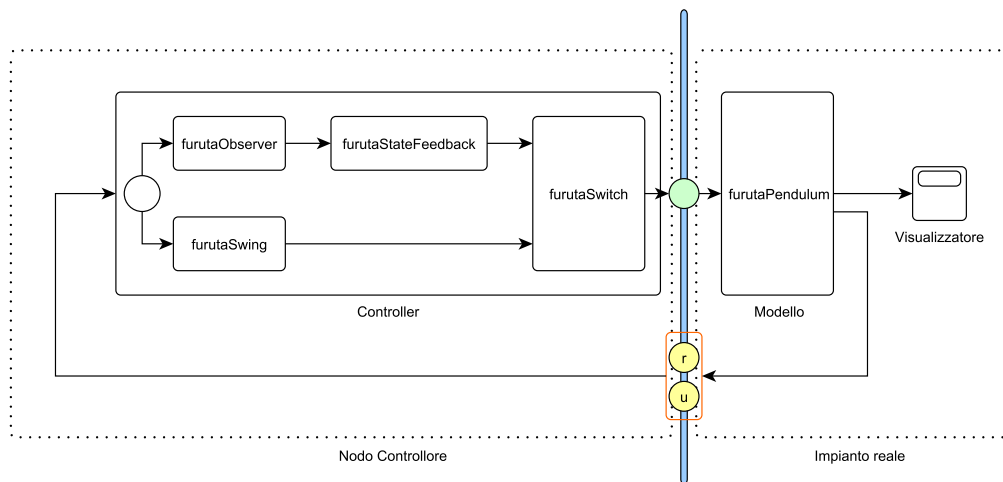 furutaObserver
furutaStateFeedback
furutaSwitch
furutaSwing
Controller
furutaPendulum
Modello
Visualizzatore
r
u
Nodo Controllore
Impianto reale